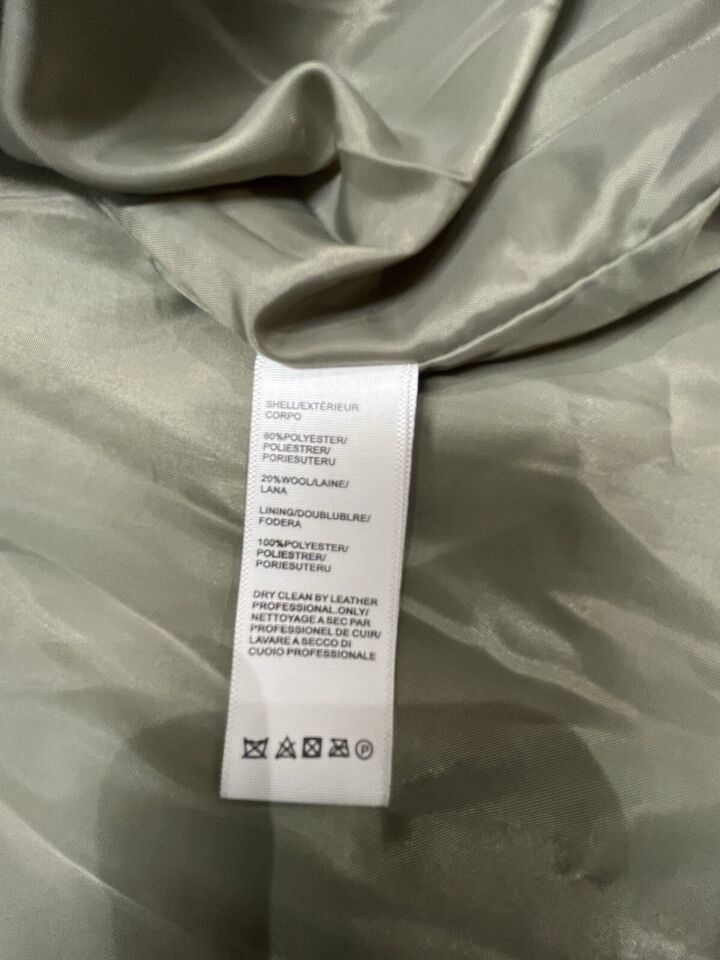 SHELL/EXTÉRIEUR
CORPO
80%POLYESTER/
POLIESTRER/
PORIESUTERU
20%WOOL/LAINE/
LANA
LINING/DOUBLUBLRE/
FODERA
100%POLYESTER/
POLIESTRER/
PORIESUTERU
DRY CLEAN BY LEATHER
PROFESSIONAL.ONLY/
NETTOYAGE A SEC PAR
PROFESSIONEL DE CUIR/
LAVARE A SECCO DI
CUOIO PROFESSIONALE
P